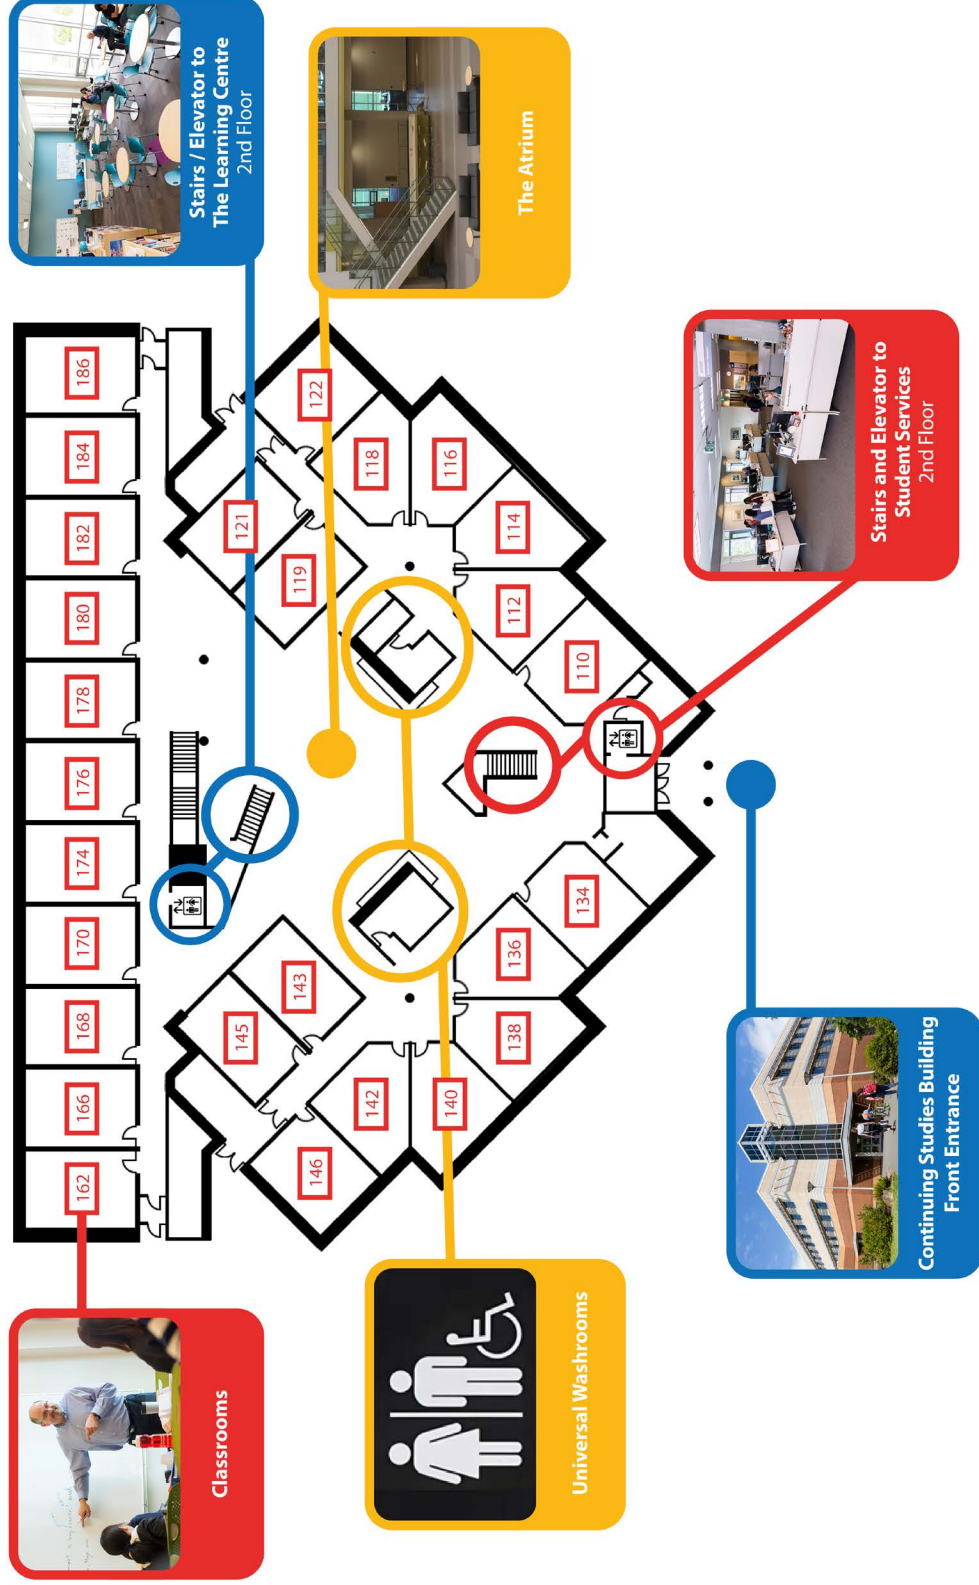 Classrooms
162 166 168 170 174 176 178 180 182 184 186
Stairs / Elevator to
The Learning Centre
2nd Floor
145 121
143 119
146 122
142 118
140 116
138 136 112 114
134 110
The Atrium
Universal Washrooms
Continuing Studies Building
Front Entrance
Stairs and Elevator to
Student Services
2nd Floor